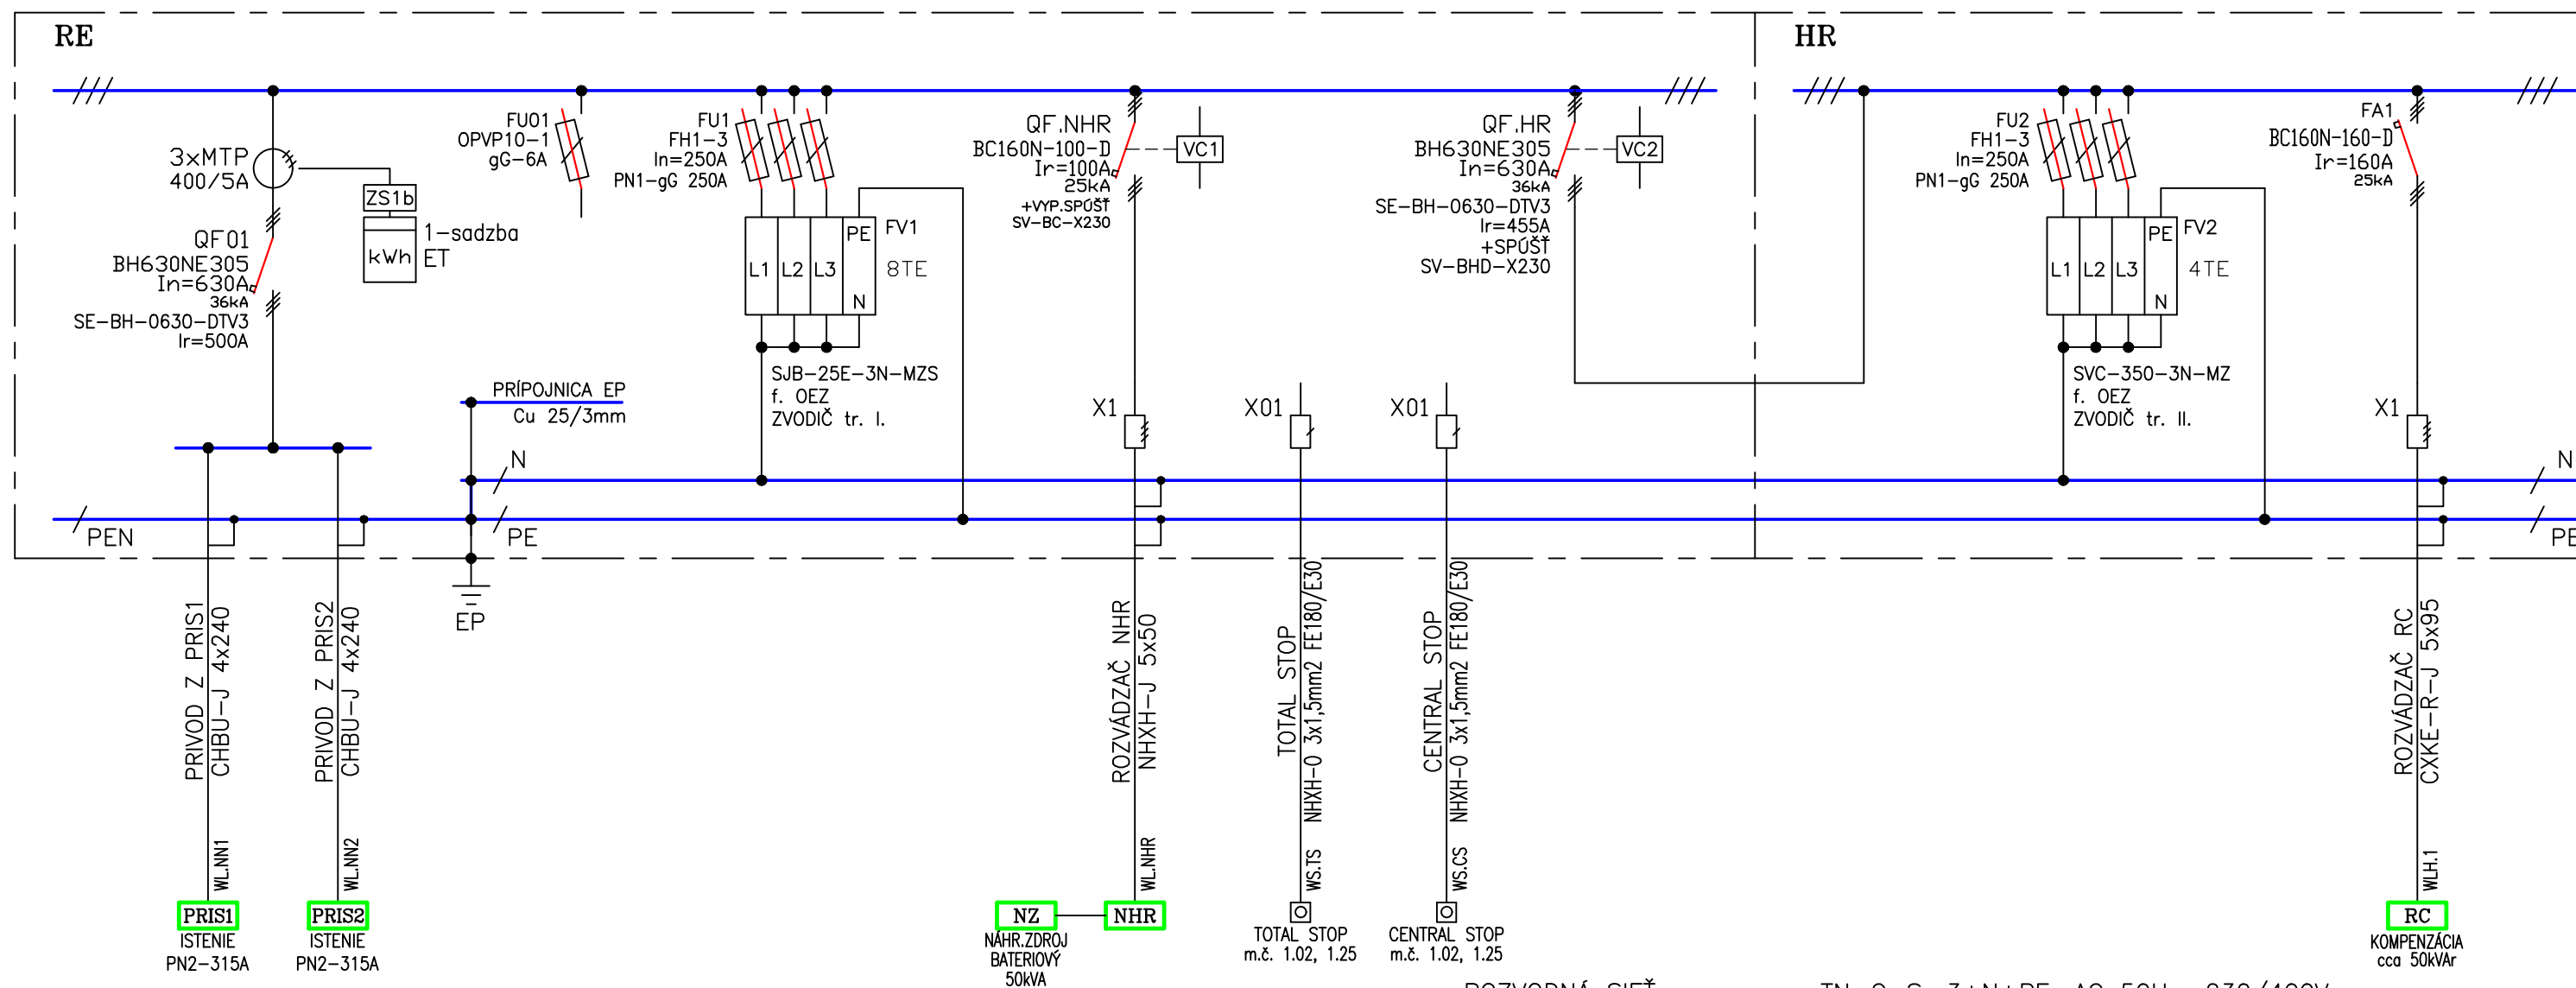 RE
HR
3xMTP
400/5A
ZS1b
kWh
1-sadzba
ET
QF01
BH630NE305
In=630A
36kA
SE-BH-0630-DTV3
Ir=500A
FU01
OPVP10-1
gG-6A
FU1
FH1-3
In=250A
PN1-gG 250A
L1
L2
L3
PE
N
FV1
8TE
SJB-25E-3N-MZS
f. OEZ
ZVODIČ tr. I.
QF.NHR
BC160N-100-D
Ir=100A
25kA
+VYP.SPÚŠŤ
SV-BC-X230
VC1
QF.HR
BH630NE305
In=630A
36kA
SE-BH-0630-DTV3
Ir=455A
+SPÚŠŤ
SV-BHD-X230
VC2
FU2
FH1-3
In=250A
PN1-gG 250A
L1
L2
L3
PE
N
FV2
4TE
SVC-350-3N-MZ
f. OEZ
ZVODIČ tr. II.
FA1
BC160N-160-D
Ir=160A
25kA
PRÍPOJNICA EP
Cu 25/3mm
X1
X01
X01
X1
N
N
PEN
PE
PE
EP
PRIVOD Z PRIS1
CHBU-J 4x240
WL.NN1
PRIVOD Z PRIS2
CHBU-J 4x240
WL.NN2
ROZVÁDZAČ NHR
NHXH-J 5x50
WL.NHR
TOTAL STOP
NHXH-O 3x1,5mm2 FE180/E30
WS.TS
CENTRAL STOP
NHXH-O 3x1,5mm2 FE180/E30
WS.CS
ROZVÁDZAČ RC
CXKE-R-J 5x95
WLH.1
PRIS1
ISTENIE
PN2-315A
PRIS2
ISTENIE
PN2-315A
NZ
NÁHR.ZDROJ
BATERIOVÝ
50kVA
NHR
TOTAL STOP
m.č. 1.02, 1.25
CENTRAL STOP
m.č. 1.02, 1.25
RC
KOMPENZÁCIA
cca 50kVAr
ROZVODNÁ SIEŤ